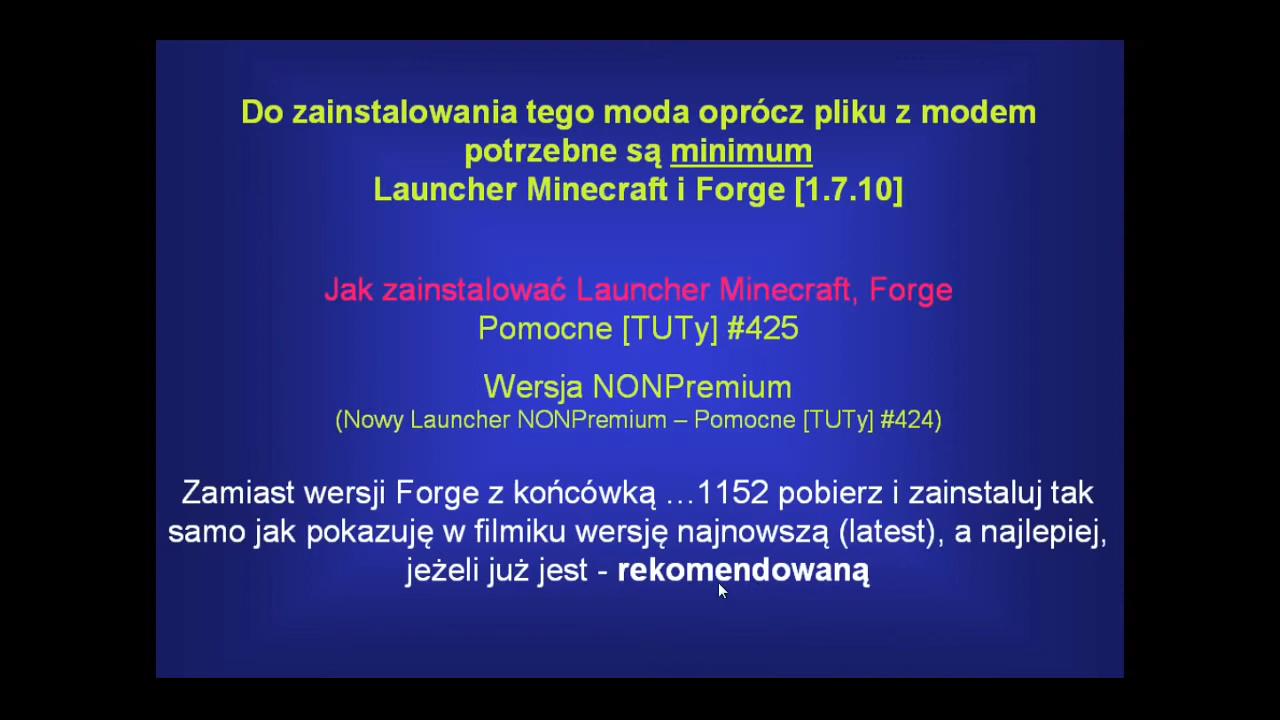 Do zainstalowania tego moda oprócz pliku z modem
potrzebne są minimum
Launcher Minecraft i Forge [1.7.10]
Jak zainstalować Launcher Minecraft, Forge
Pomocne [TUTy] #425
Wersja NONPremium
(Nowy Launcher NONPremium – Pomocne [TUTy] #424)
Zamiast wersji Forge z końcówką …1152 pobierz i zainstaluj tak
samo jak pokazuję w filmiku wersję najnowszą (latest), a najlepiej,
jeżeli już jest - rekomendowaną